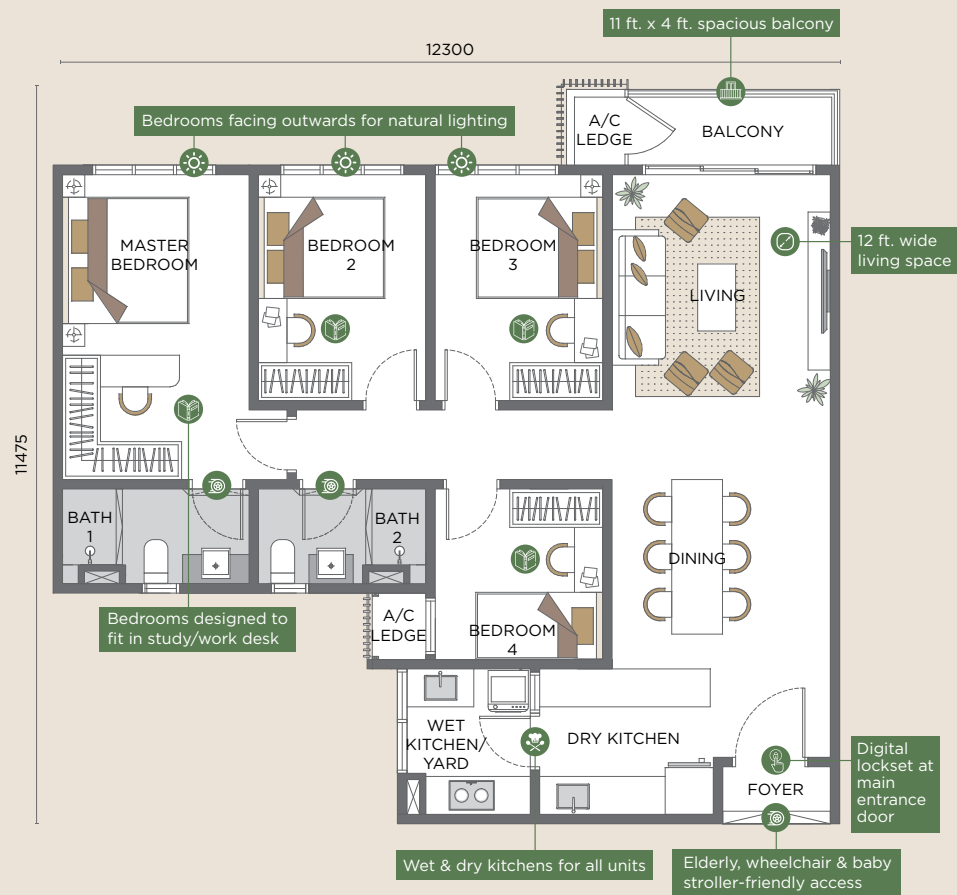 11 ft. x 4 ft. spacious balcony
12300
Bedrooms facing outwards for natural lighting
A/C
LEDGE
BALCONY
MASTER
BEDROOM
BEDROOM
2
BEDROOM
3
12 ft. wide
living space
LIVING
11475
BATH
1
BATH
2
DINING
Bedrooms designed to
fit in study/work desk
A/C
LEDGE
BEDROOM
4
WET
KITCHEN/
YARD
DRY KITCHEN
FOYER
Digital
lockset at
main
entrance
door
Wet & dry kitchens for all units
Elderly, wheelchair & baby
stroller-friendly access